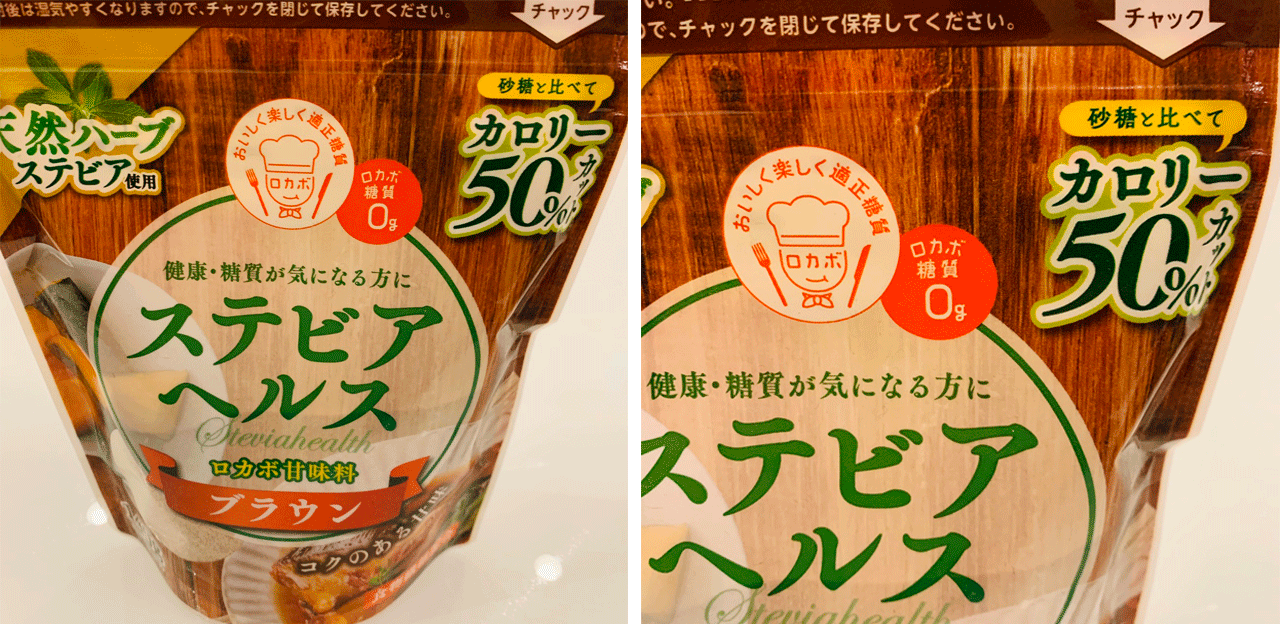 後は湿気やすくなりますので、チャックを閉じて保存してください。
チャック
天然ハーブ
ステビア使用
おいしく楽しく適正糖質
ロカボ
ロカボ
糖質
0g
砂糖と比べて
カロリー
50%カット
健康・糖質が気になる方に
ステビア
ヘルス
Steviahealth
ロカボ甘味料
ブラウン
コクのある甘味
い。
で、チャックを閉じて保存してください。
チャック
ブ
おいしく楽しく適正糖質
ロカボ
ロカボ
糖質
0g
砂糖と比べて
カロリー
50%カット
健康・糖質が気になる方に
ステビア
ヘルス
Steviahealth